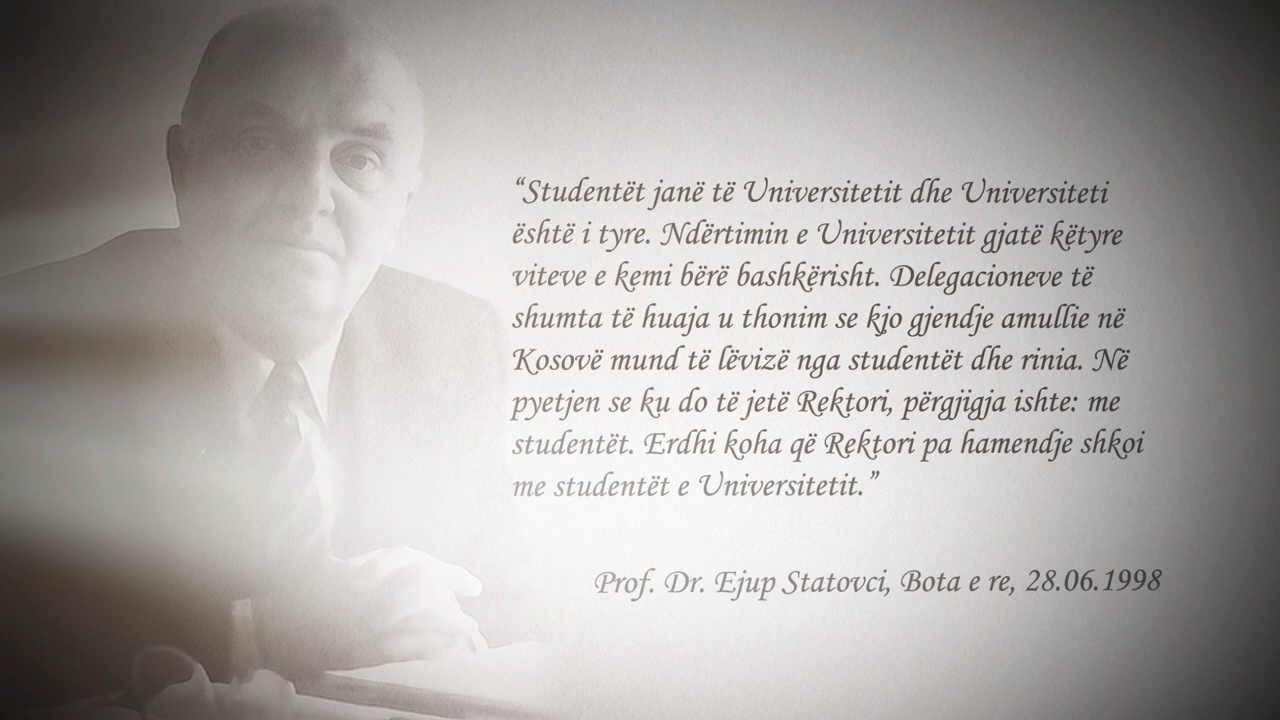 “Studentët janë të Universitetit dhe Universiteti
është i tyre. Ndërtimin e Universitetit gjatë këtyre
viteve e kemi bërë bashkërisht. Delegacioneve të
shumta të huaja u thonim se kjo gjendje amullie në
Kosovë mund të lëvizë nga studentët dhe rinia. Në
pyetjen se ku do të jetë Rektori, përgjigja ishte: me
studentët. Erdhi koha që Rektori pa hamendje shkoi
me studentët e Universitetit.”
Prof. Dr. Ejup Statovci, Bota e re, 28.06.1998